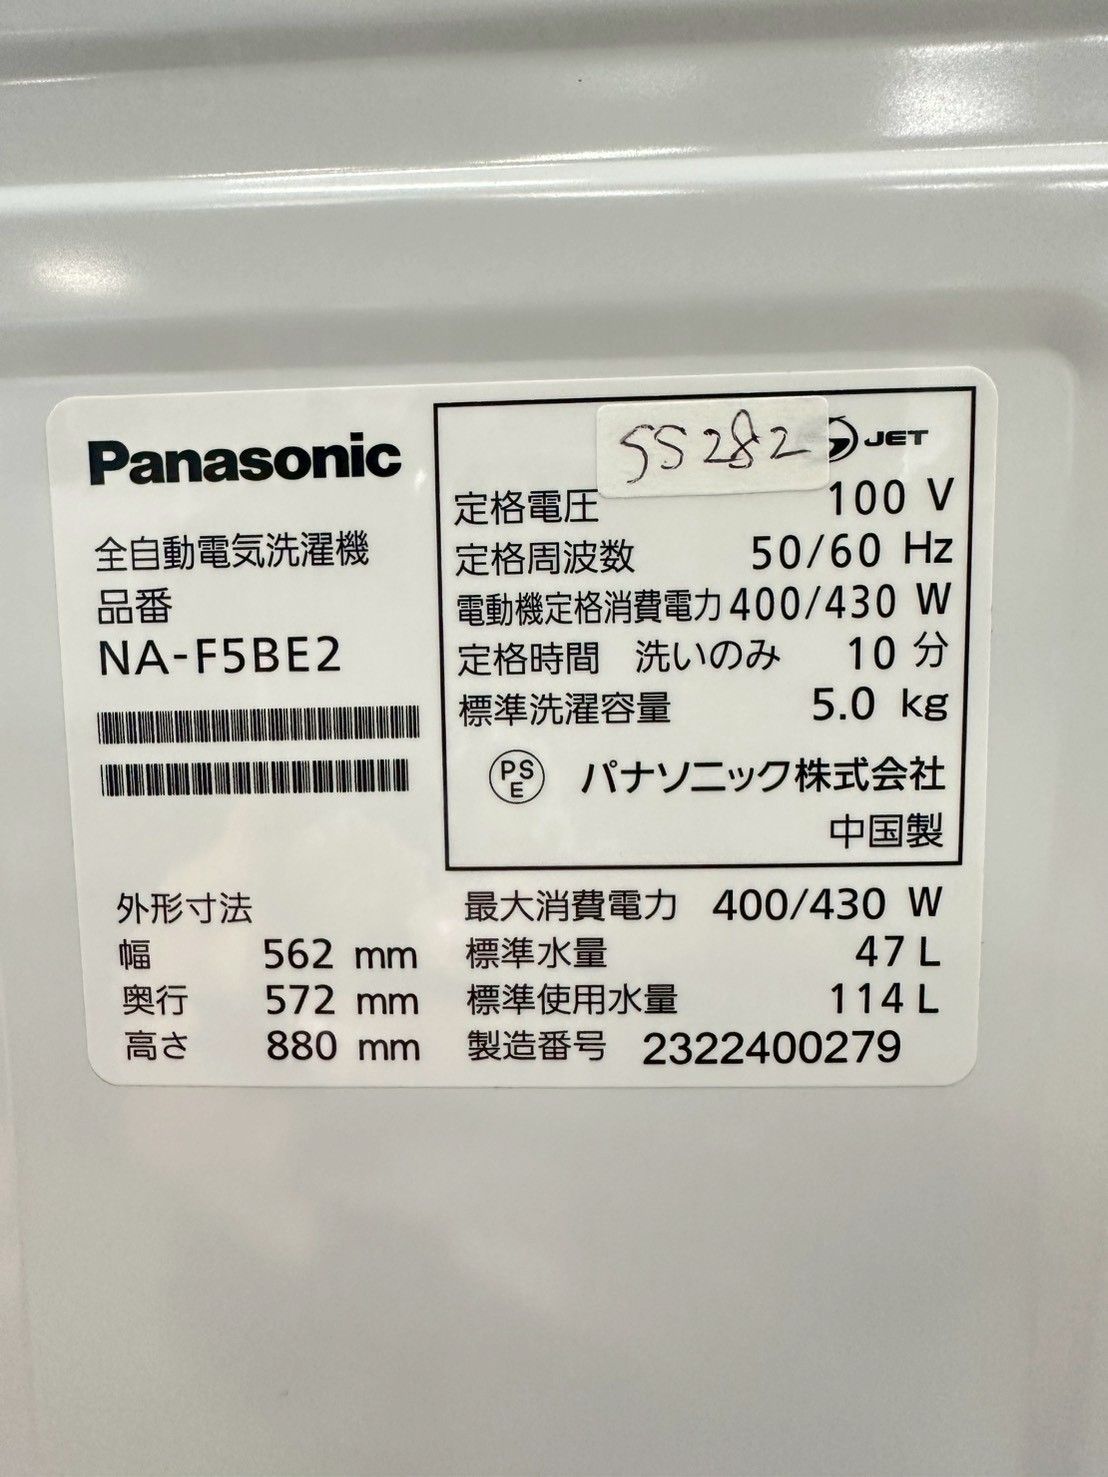 Panasonic
全自動電気洗濯機
品番
NA-F5BE2
SS282
JET
定格電圧 100 V
定格周波数 50/60 Hz
電動機定格消費電力 400/430 W
定格時間 洗いのみ 10 分
標準洗濯容量 5.0 kg
PS
E
パナソニック株式会社
中国製
外形寸法
幅 562 mm
奥行 572 mm
高さ 880 mm
最大消費電力 400/430 W
標準水量 47 L
標準使用水量 114 L
製造番号 2322400279